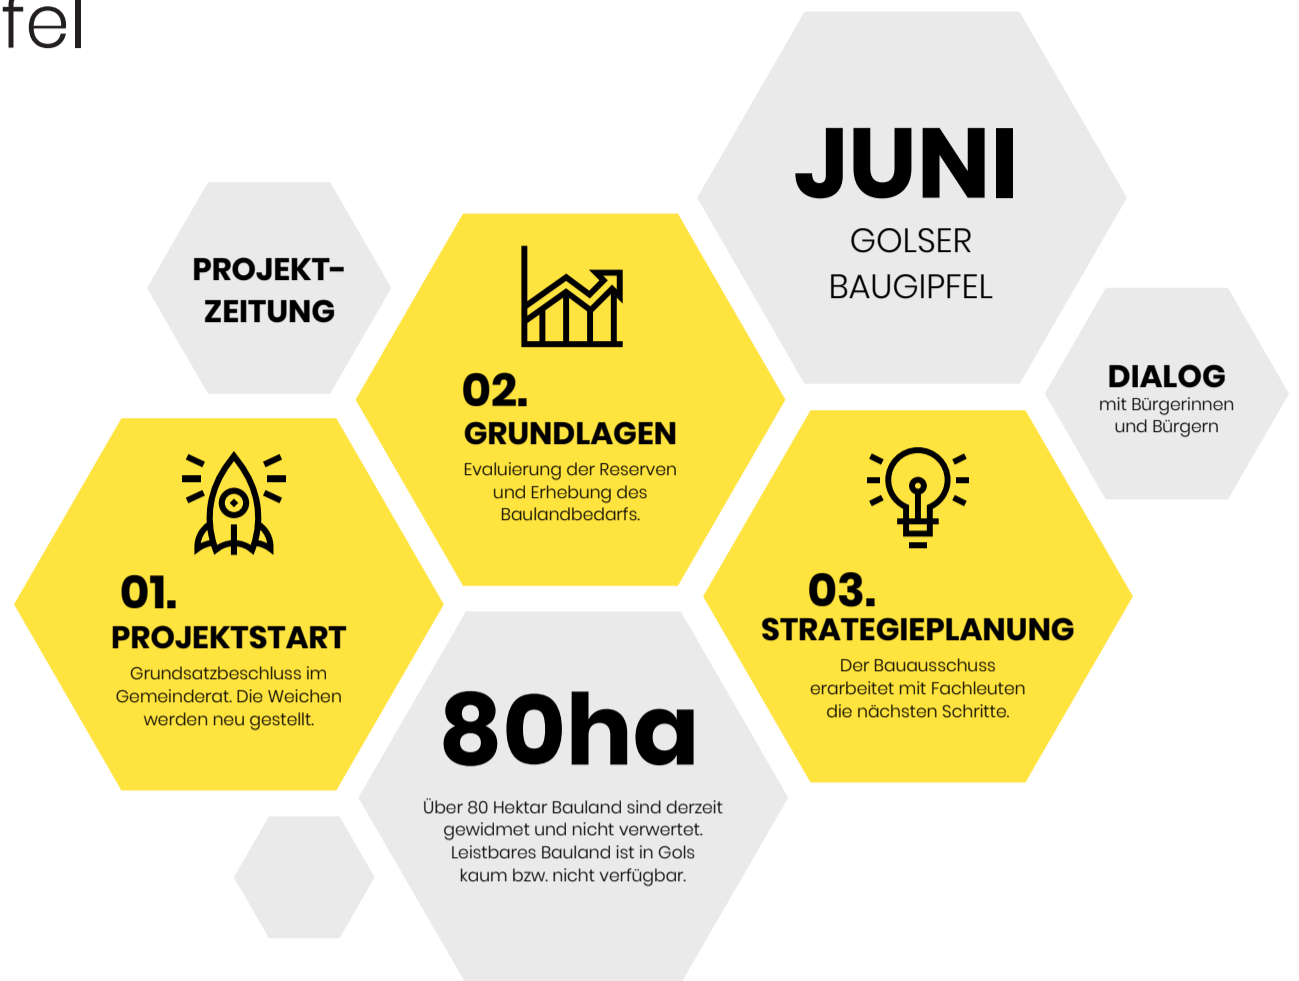 fel
JUNI
GOLSER
BAUGIPFEL
PROJEKT-
ZEITUNG
02.
GRUNDLAGEN
Evaluierung der Reserven
und Erhebung des
Baulandbedarfs.
DIALOG
mit Bürgerinnen
und Bürgern
01.
PROJEKTSTART
Grundsatzbeschluss im
Gemeinderat. Die Weichen
werden neu gestellt.
03.
STRATEGIEPLANUNG
Der Bauausschuss
erarbeitet mit Fachleuten
die nächsten Schritte.
80ha
Über 80 Hektar Bauland sind derzeit
gewidmet und nicht verwertet.
Leistbares Bauland ist in Gols
kaum bzw. nicht verfügbar.